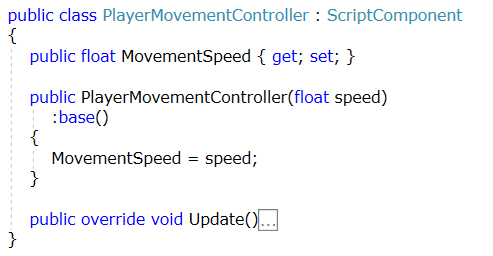 public class PlayerMovementController : ScriptComponent
{
public float MovementSpeed { get; set; }
public PlayerMovementController(float speed)
:base()
{
MovementSpeed = speed;
}
public override void Update()...
}